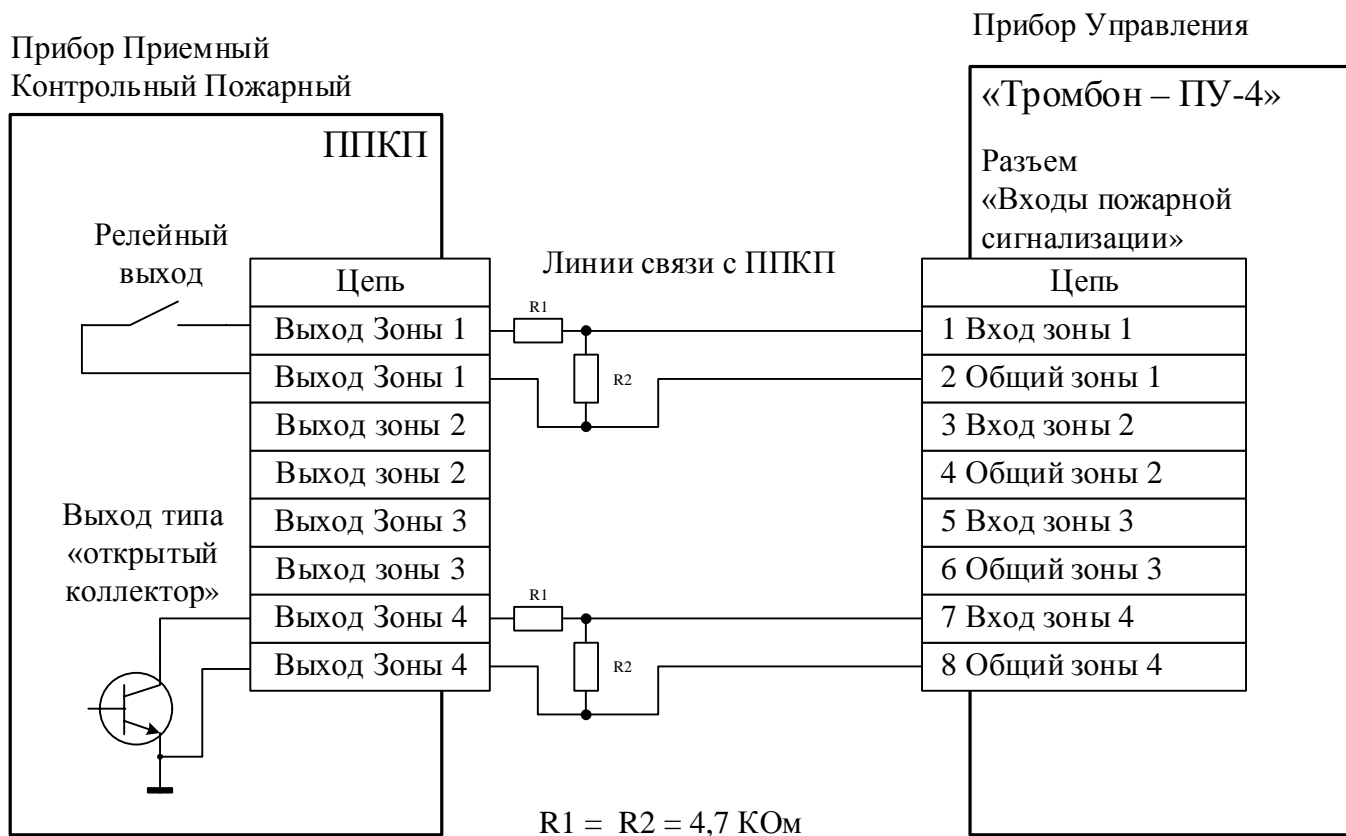 Прибор Приемный
Контрольный Пожарный
Прибор Управления
ППКП
«Тромбон – ПУ-4»
Разъем
«Входы пожарной
сигнализации»
Релейный
выход
Линии связи с ППКП
Цепь
Выход Зоны 1
Выход Зоны 1
Выход зоны 2
Выход зоны 2
Выход Зоны 3
Выход зоны 3
Выход Зоны 4
Выход Зоны 4
Выход типа
«открытый
коллектор»
R1
R2
R1
R2
Цепь
1 Вход зоны 1
2 Общий зоны 1
3 Вход зоны 2
4 Общий зоны 2
5 Вход зоны 3
6 Общий зоны 3
7 Вход зоны 4
8 Общий зоны 4
R1 = R2 = 4,7 КОм